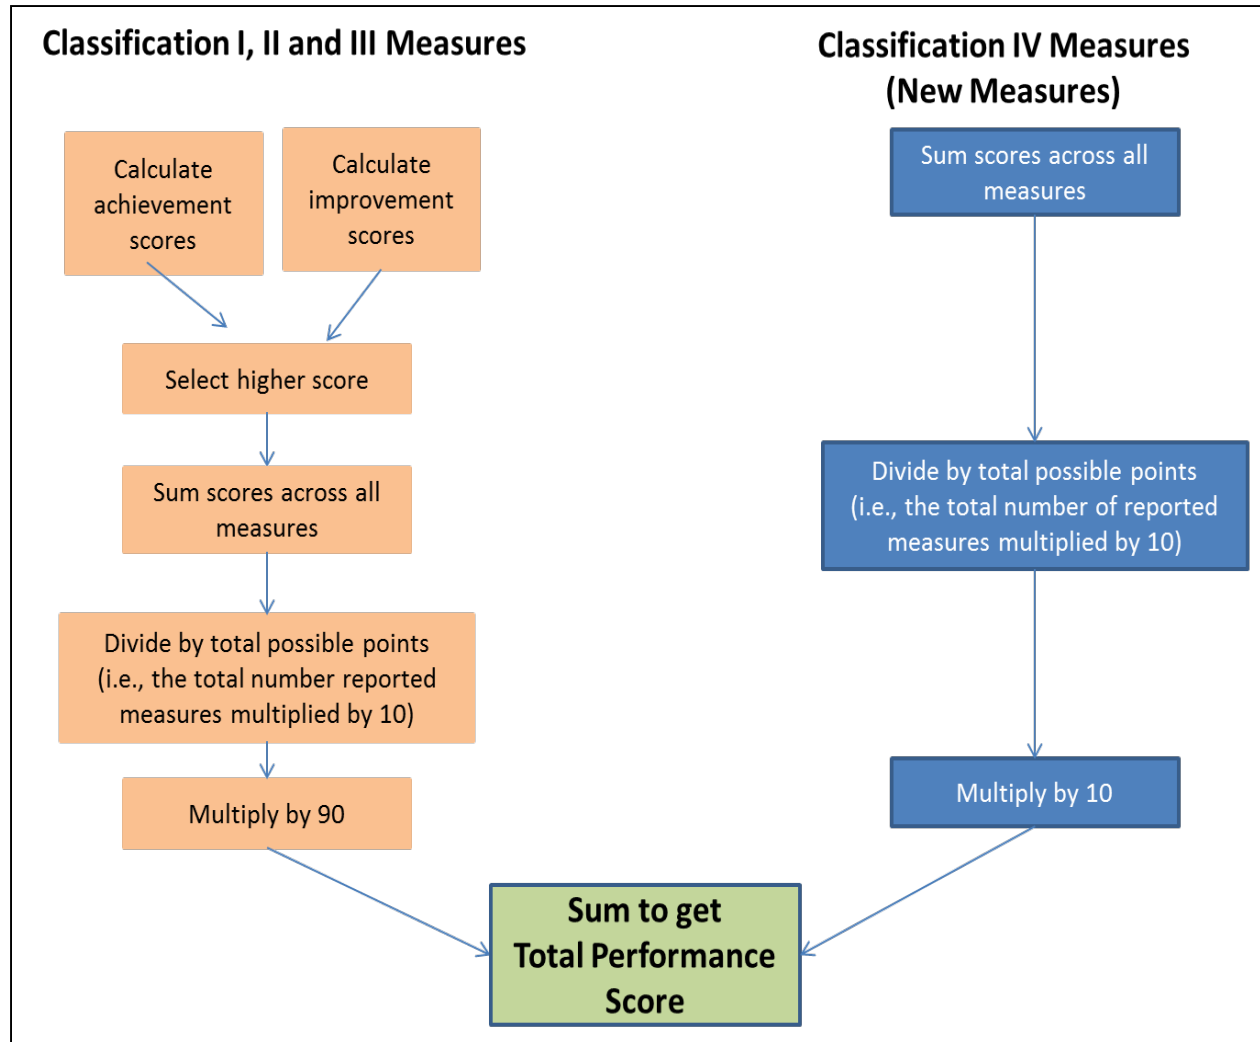 Classification I, II and III Measures
Calculate
achievement
scores
Calculate
improvement
scores
Select higher score
Sum scores across all
measures
Divide by total possible points
(i.e., the total number reported
measures multiplied by 10)
Multiply by 90
Classification IV Measures
(New Measures)
Sum scores across all
measures
Divide by total possible points
(i.e., the total number of reported
measures multiplied by 10)
Multiply by 10
Sum to get
Total Performance
Score